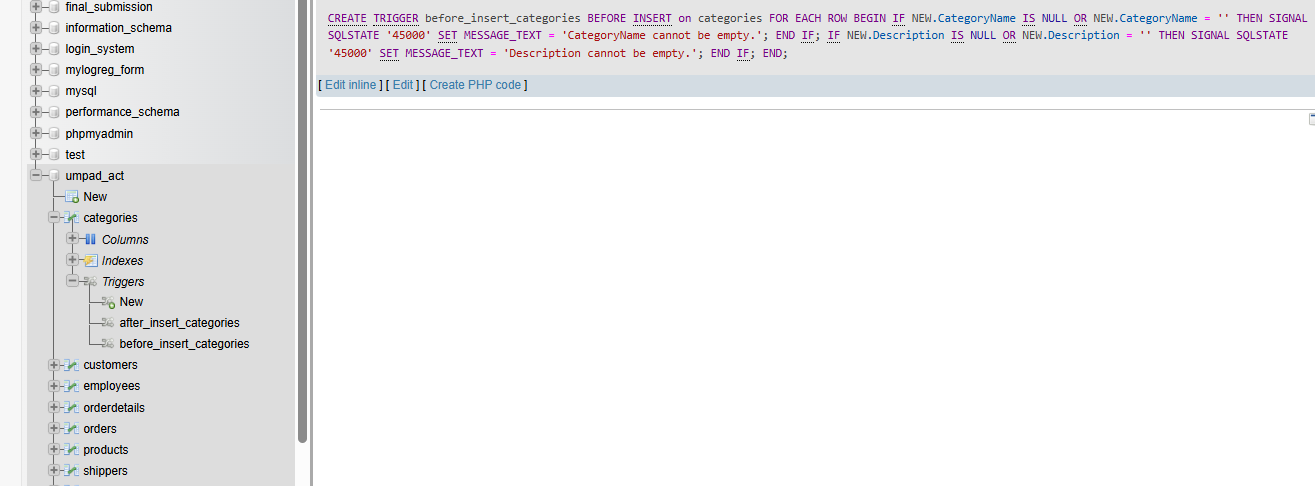 final_submission
information_schema
login_system
mylogreg_form
mysql
performance_schema
phpmyadmin
test
umpad_act
New
categories
Columns
Indexes
Triggers
New
after_insert_categories
before_insert_categories
customers
employees
orderdetails
orders
products
shippers
CREATE TRIGGER before_insert_categories BEFORE INSERT on categories FOR EACH ROW BEGIN IF NEW.CategoryName IS NULL OR NEW.CategoryName = '' THEN SIGNAL
SQLSTATE '45000' SET MESSAGE_TEXT = 'CategoryName cannot be empty.'; END IF; IF NEW.Description IS NULL OR NEW.Description = '' THEN SIGNAL SQLSTATE
'45000' SET MESSAGE_TEXT = 'Description cannot be empty.'; END IF; END;
[ Edit inline ] [ Edit ] [ Create PHP code ]